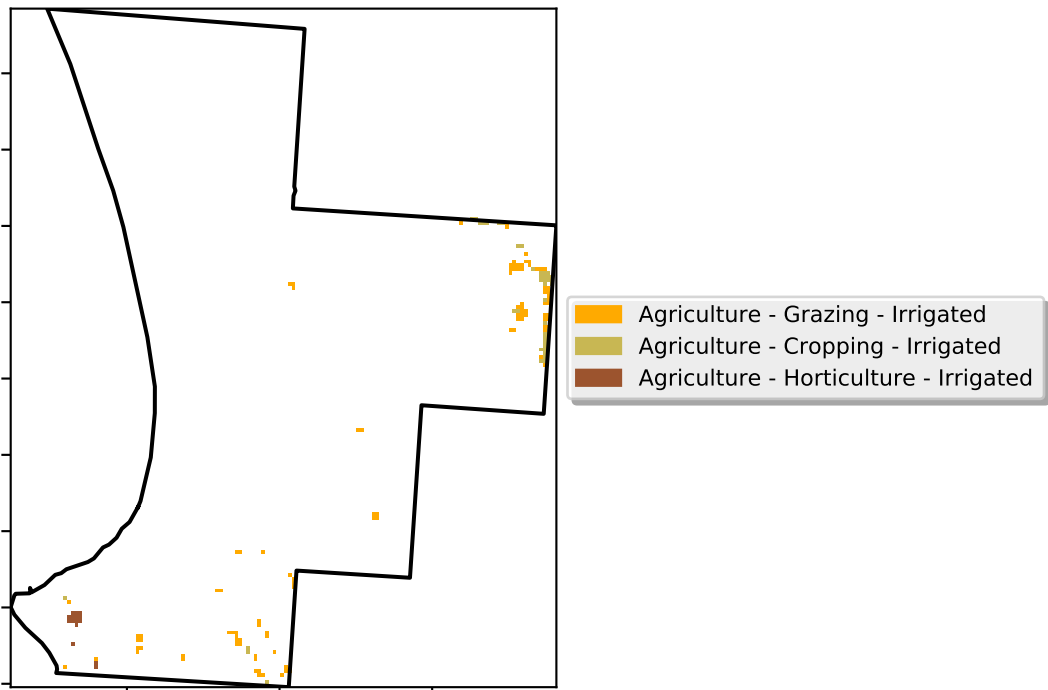 Agriculture - Grazing - Irrigated
Agriculture - Cropping - Irrigated
Agriculture - Horticulture - Irrigated